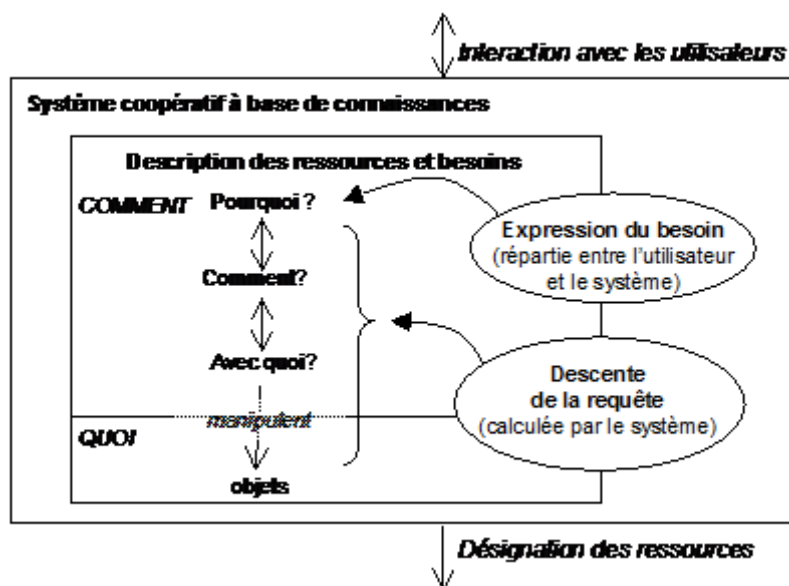 Interaction avec les utilisateurs
Système coopératif à base de connaissances
Description des ressources et besoins
COMMENT
Pourquoi ?
Expression du besoin
(répartie entre l'utilisateur
et le système)
Comment?
Avec quoi?
Descente
de la requête
(calculée par le système)
manipulent
QUOI
objets
Désignation des ressources